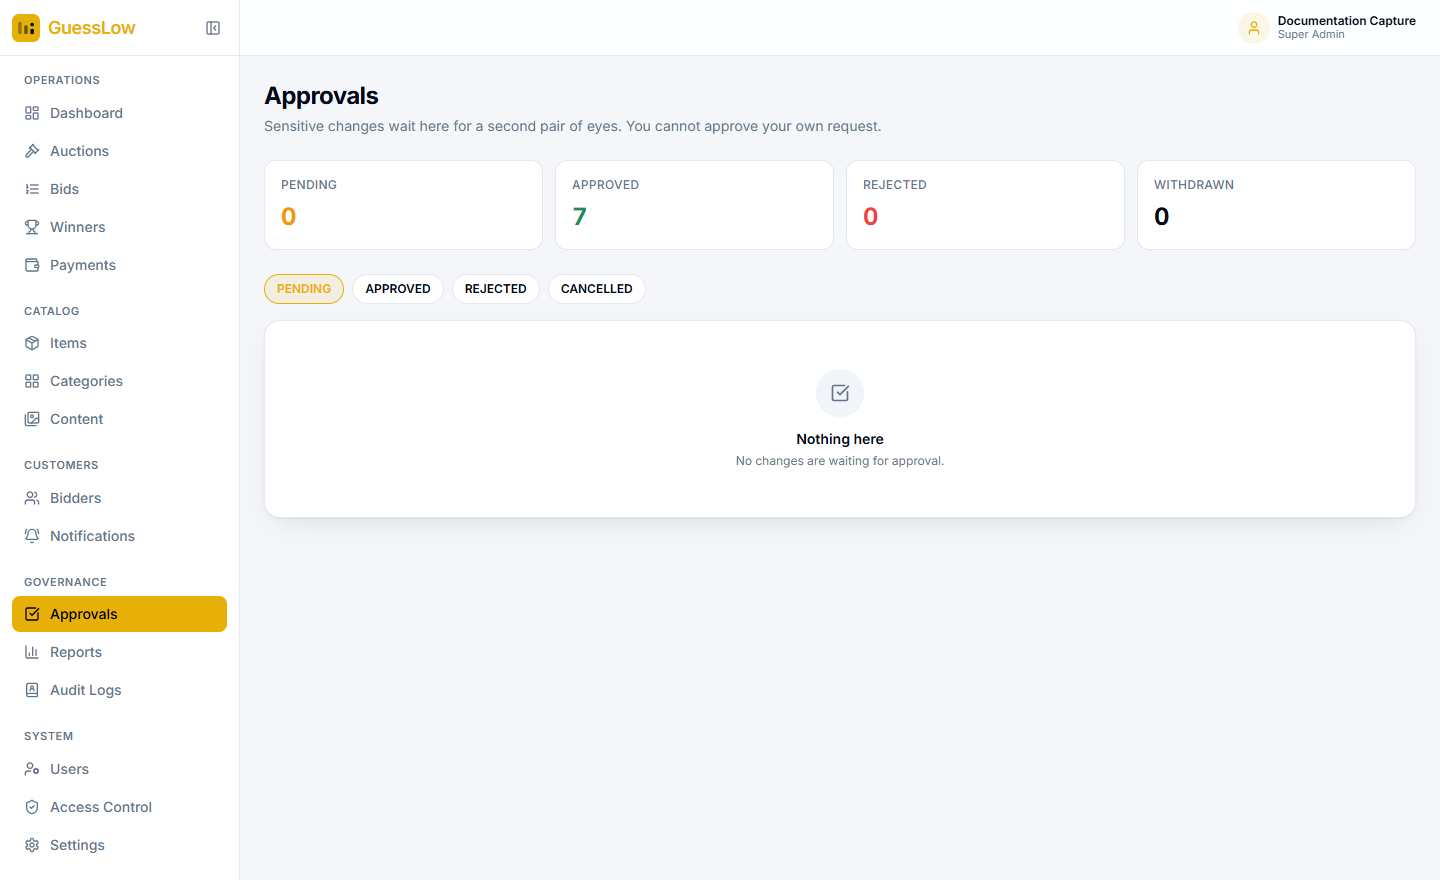 GuessLow
Documentation Capture
Super Admin
OPERATIONS
Dashboard
Auctions
Bids
Winners
Payments
CATALOG
Items
Categories
Content
CUSTOMERS
Bidders
Notifications
GOVERNANCE
Approvals
Reports
Audit Logs
SYSTEM
Users
Access Control
Settings
Approvals
Sensitive changes wait here for a second pair of eyes. You cannot approve your own request.
PENDING
0
APPROVED
7
REJECTED
0
WITHDRAWN
0
PENDING
APPROVED
REJECTED
CANCELLED
Nothing here
No changes are waiting for approval.